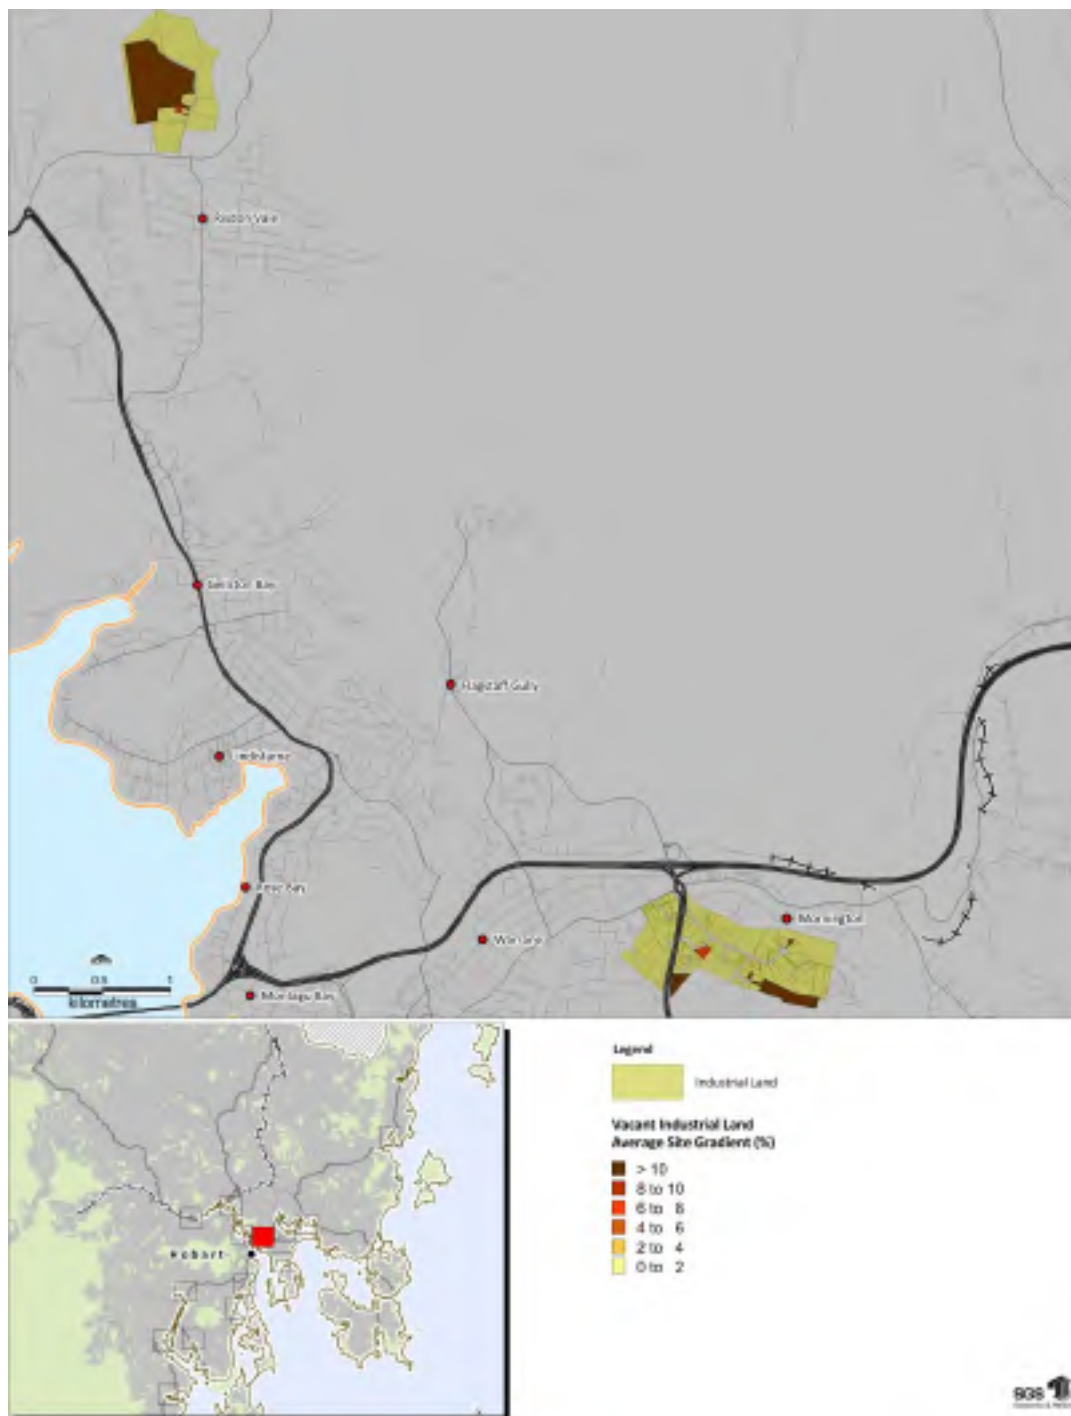 Risdon Vale
Geilston Bay
Flagstaff Gully
Lindisfarne
Rose Bay
Mornington
Warrane
Montagu Bay
0 0.5 1
kilometres
Hobart
Legend
Industrial Land
Vacant Industrial Land
Average Site Gradient (%)
> 10
8 to 10
6 to 8
4 to 6
2 to 4
0 to 2
SGS